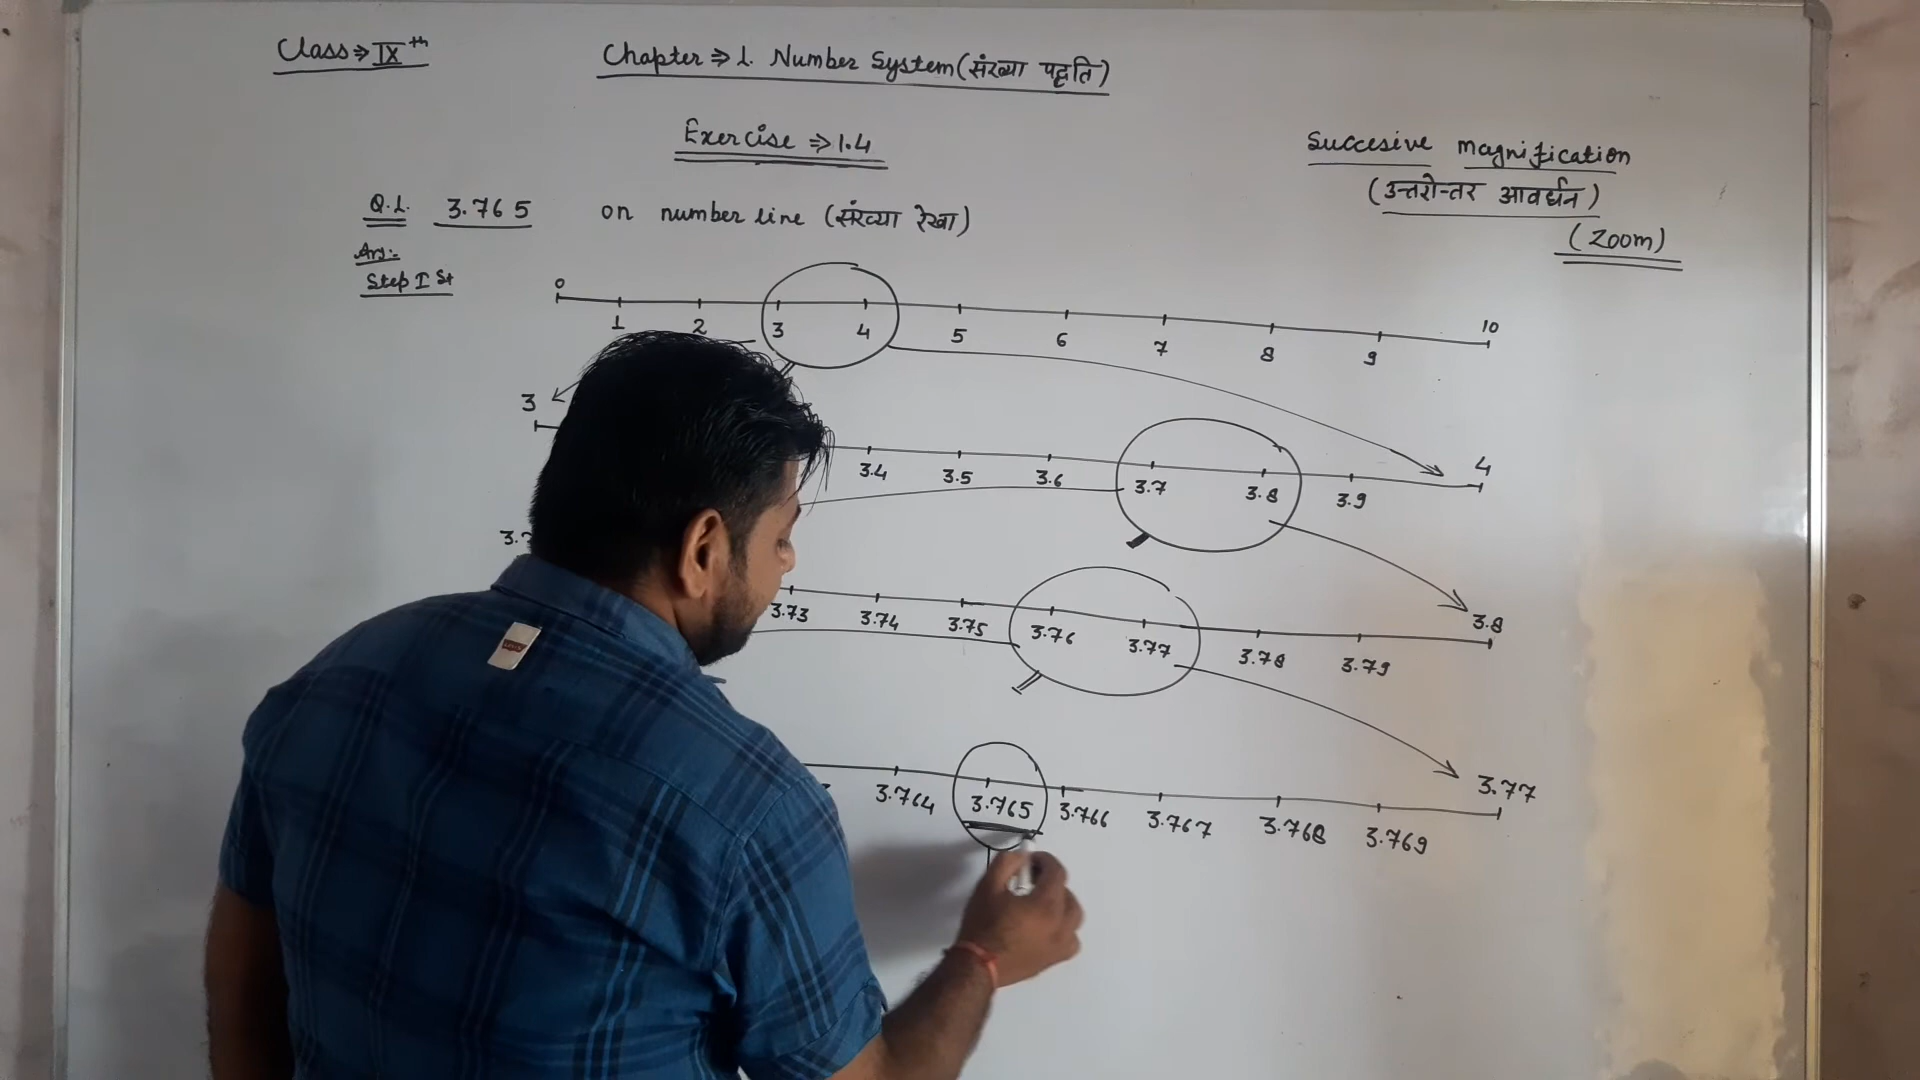 Class⇒IXth
Chapter⇒1. Number System(संख्या पद्दति)
Exercise⇒1.4
Succesive magnification
(उत्तरोत्तर आवर्धन)
(Zoom)
Q.1. 3.765 on number line (संख्या रेखा)
Ans:-
Step I St
0 1 2 3 4 5 6 7 8 9 10
3 3.4 3.5 3.6 3.7 3.8 3.9 4
3.73 3.74 3.75 3.76 3.77 3.78 3.79 3.8
3.764 3.765 3.766 3.767 3.768 3.769 3.77